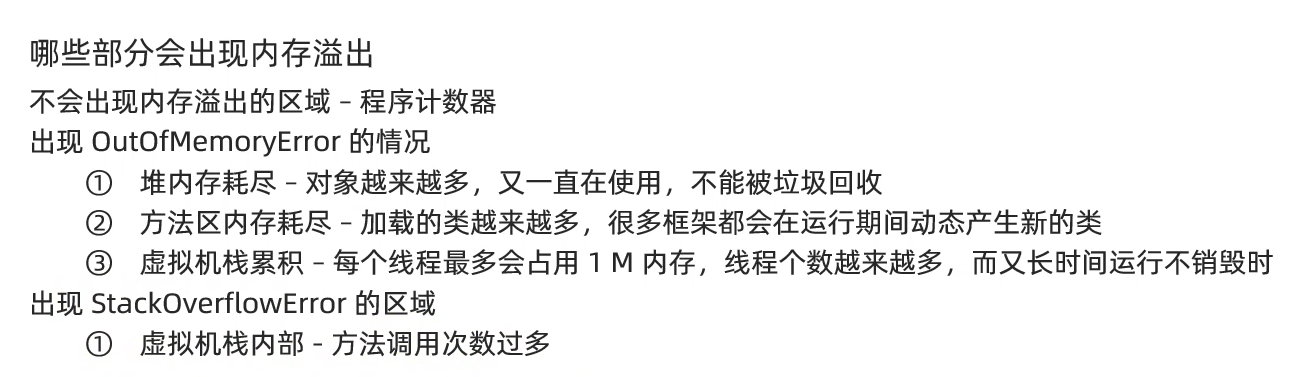 哪些部分会出现内存溢出
不会出现内存溢出的区域 – 程序计数器
出现 OutOfMemoryError 的情况
① 堆内存耗尽 – 对象越来越多，又一直在使用，不能被垃圾回收
② 方法区内存耗尽 – 加载的类越来越多，很多框架都会在运行期间动态产生新的类
③ 虚拟机栈累积 – 每个线程最多会占用 1 M 内存，线程个数越来越多，而又长时间运行不销毁时
出现 StackOverflowError 的区域
① 虚拟机栈内部 - 方法调用次数过多